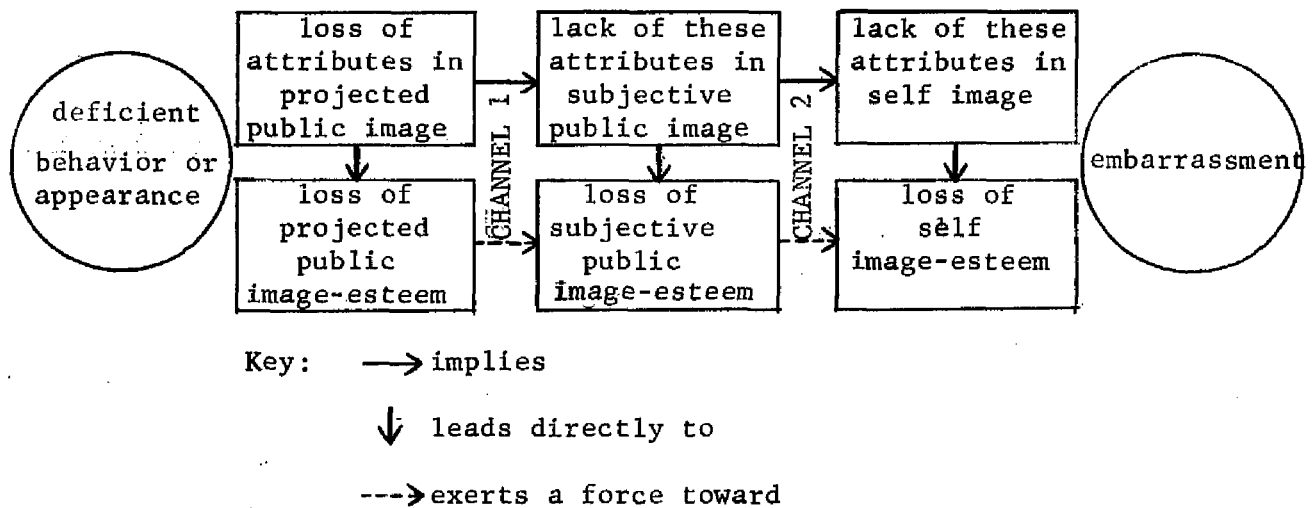 deficient
behavior or
appearance
loss of
attributes in
projected
public image
CHANNEL 1
lack of these
attributes in
subjective
public image
CHANNEL 2
lack of these
attributes in
self image
loss of
projected
public
image-esteem
loss of
subjective
public
image-esteem
loss of
self
image-esteem
embarrassment
Key: implies
leads directly to
exerts a force toward